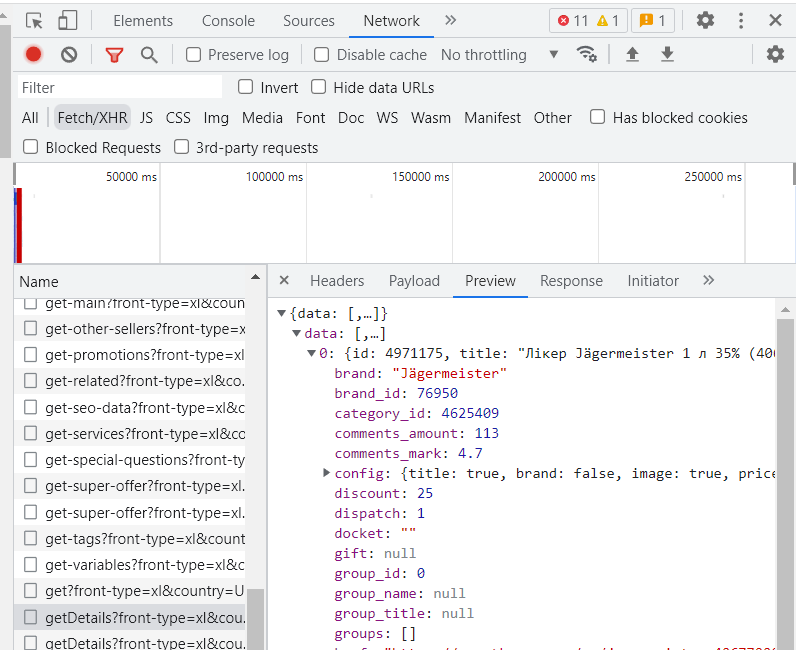 Elements Console Sources Network 11 1 1
Preserve log Disable cache No throttling
Filter Invert Hide data URLs
All Fetch/XHR JS CSS Img Media Font Doc WS Wasm Manifest Other Has blocked cookies
Blocked Requests 3rd-party requests
50000 ms 100000 ms 150000 ms 200000 ms 250000 ms
Name
get-main?front-type=xl&coun
get-other-sellers?front-type=x
get-promotions?front-type=xl
get-related?front-type=xl&co.
get-seo-data?front-type=xl&c
get-services?front-type=xl&co
get-special-questions?front-ty
get-super-offer?front-type=xl.
get-super-offer?front-type=xl.
get-tags?front-type=xl&count
get-variables?front-type=xl&c
get?front-type=xl&country=U
getDetails?front-type=xl&cou.
getDetails?front-type=xl&cou.
Headers Payload Preview Response Initiator
{data: [,…]}
data: [,…]
0: {id: 4971175, title: "Лікер Jägermeister 1 л 35% (406
brand: "Jägermeister"
brand_id: 76950
category_id: 4625409
comments_amount: 113
comments_mark: 4.7
config: {title: true, brand: false, image: true, price
discount: 25
dispatch: 1
docket: ""
gift: null
group_id: 0
group_name: null
group_title: null
groups: []